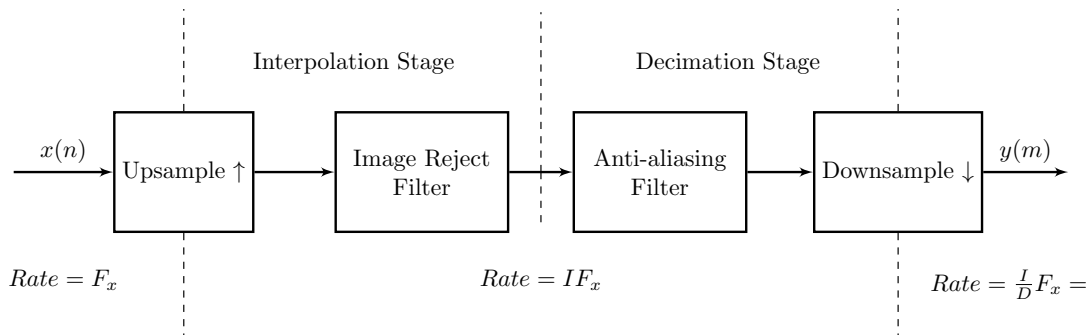 Interpolation Stage
Decimation Stage
x(n)
Upsample ↑
Image Reject
Filter
Anti-aliasing
Filter
Downsample ↓
y(m)
Rate = F_x
Rate = IF_x
Rate = \frac{I}{D}F_x =